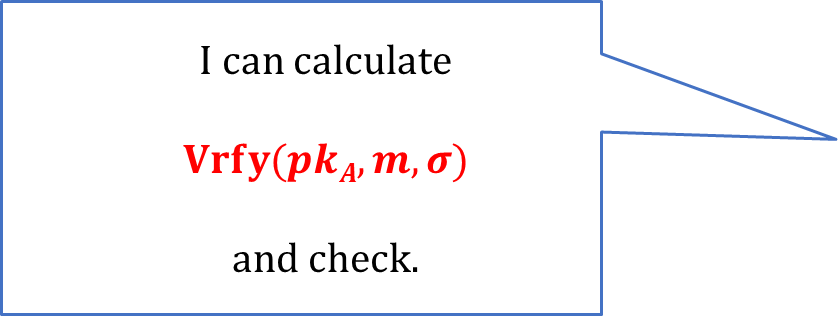 I can calculate
Vrfy(pk_A, m, σ)
and check.